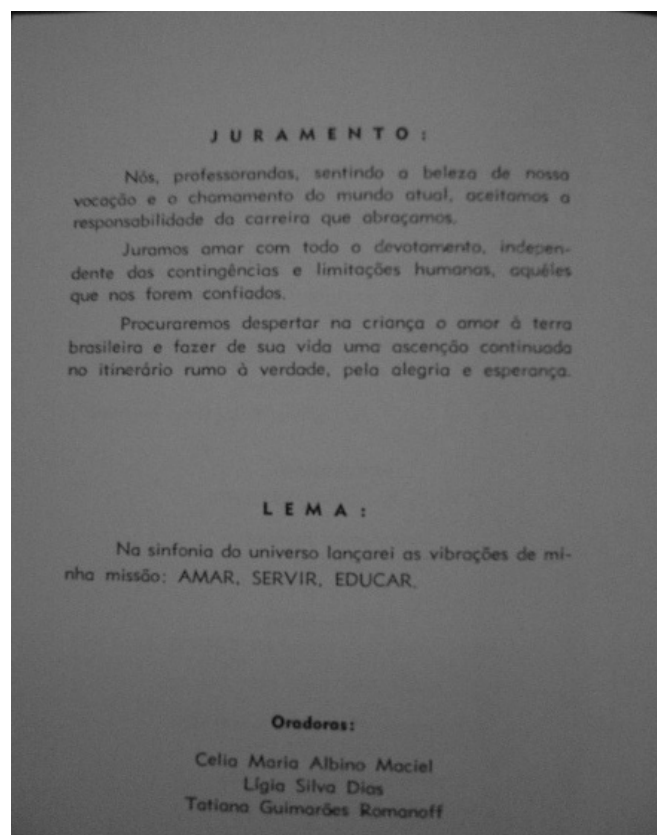 JURAMENTO:
Nós, professorandas, sentindo a beleza de nossa
vocação e o chamamento do mundo atual, aceitamos a
responsabilidade da carreira que abraçamos.
Juramos amar com todo o devotamento, indepen-
dente das contingências e limitações humanas, aquêles
que nos forem confiados.
Procuraremos despertar na criança o amor à terra
brasileira e fazer de sua vida uma ascenção continuada
no itinerário rumo à verdade, pela alegria e esperança.
LEMA:
Na sinfonia do universo lançarei as vibrações de mi-
nha missão: AMAR, SERVIR, EDUCAR.
Oradoras:
Celia Maria Albino Maciel
Lígia Silva Dias
Tatiana Guimarães Romanoff